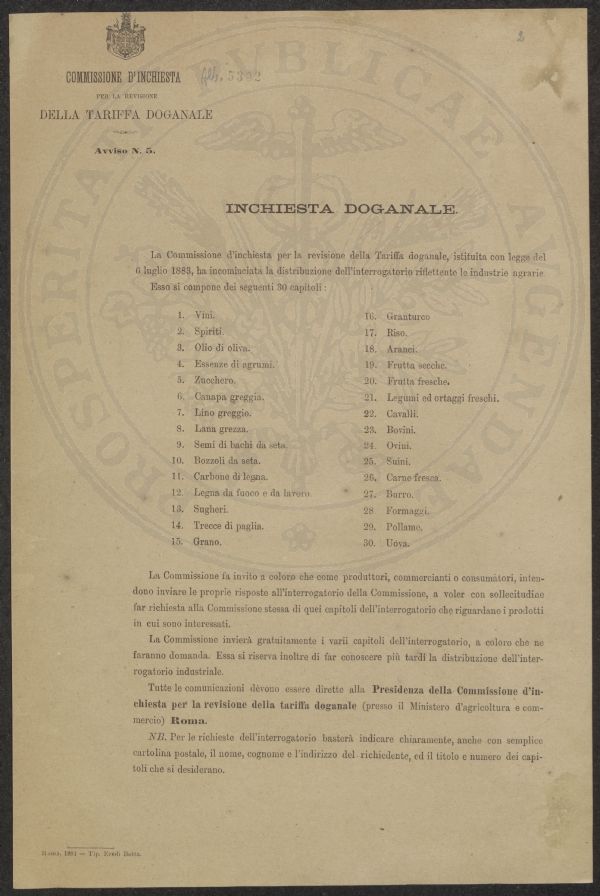 2
COMMISSIONE D'INCHIESTA
PER LA REVISIONE
DELLA TARIFFA DOGANALE
5392
Avviso N. 5.
PROSPERITATI PVBLICAE AVGENDAE
INCHIESTA DOGANALE.
La Commissione d'inchiesta per la revisione della Tariffa doganale, istituita con legge del
6 luglio 1883, ha incominciata la distribuzione dell'interrogatorio riflettente le industrie agrarie
Esso si compone dei seguenti 30 capitoli :
1. Vini.
2. Spiriti.
3. Olio di oliva.
4. Essenze di agrumi.
5. Zucchero.
6. Canapa greggia.
7. Lino greggio.
8. Lana grezza.
9. Semi di bachi da seta.
10. Bozzoli da seta.
11. Carbone di legna.
12. Legna da fuoco e da lavoro.
13. Sugheri.
14. Trecce di paglia.
15. Grano.
16. Granturco
17. Riso.
18. Aranci.
19. Frutta secche.
20. Frutta fresche.
21. Legumi ed ortaggi freschi.
22. Cavalli.
23. Bovini.
24. Ovini.
25. Suini.
26. Carne fresca.
27. Burro.
28 Formaggi.
29. Pollame.
30. Uova.
La Commissione fa invito a coloro che come produttori, commercianti o consumatori, inten-
dono inviare le proprie risposte all'interrogatorio della Commissione, a voler con sollecitudine
far richiesta alla Commissione stessa di quei capitoli dell'interrogatorio che riguardano i prodotti
in cui sono interessati.
La Commissione invierà gratuitamente i varii capitoli dell'interrogatorio, a coloro che ne
faranno domanda. Essa si riserva inoltre di far conoscere più tardi la distribuzione dell'inter-
rogatorio industriale.
Tutte le comunicazioni dèvono essere dirette alla Presidenza della Commissione d'in-
chiesta per la revisione della tariffa doganale (presso il Ministero d'agricoltura e com-
mercio) Roma.
NB. Per le richieste dell'interrogatorio basterà indicare chiaramente, anche con semplice
cartolina postale, il nome, cognome e l'indirizzo del richiedente, ed il titolo e numero dei capi-
toli che si desiderano.
Roma, 1884 — Tip. Eredi Botta.